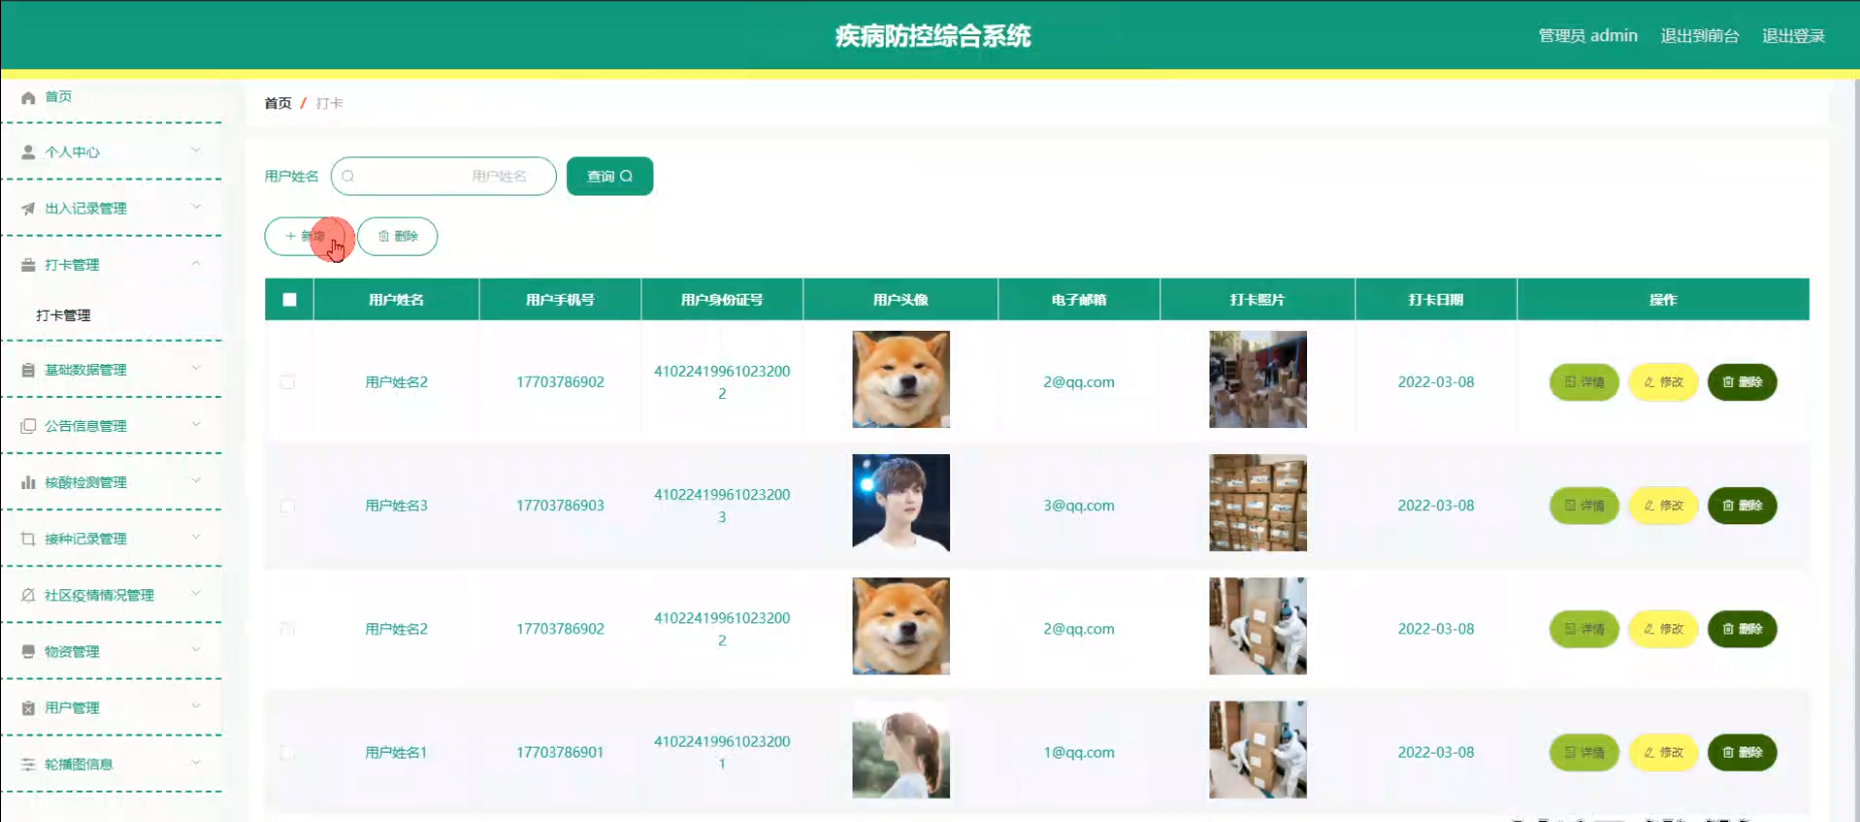 疾病防控综合系统
管理员 admin 退出到前台 退出登录
首页
个人中心
出入记录管理
打卡管理
打卡管理
基础数据管理
公告信息管理
核酸检测管理
接种记录管理
社区疫情情况管理
物资管理
用户管理
轮播图信息
首页 / 打卡
用户姓名 用户姓名 查询
+ 新增 删除
用户姓名 用户手机号 用户身份证号 用户头像 电子邮箱 打卡照片 打卡日期 操作
用户姓名2 17703786902 41022419961023200
2 2@qq.com 2022-03-08 详情 修改 删除
用户姓名3 17703786903 41022419961023200
3 3@qq.com 2022-03-08 详情 修改 删除
用户姓名2 17703786902 41022419961023200
2 2@qq.com 2022-03-08 详情 修改 删除
用户姓名1 17703786901 41022419961023200
1 1@qq.com 2022-03-08 详情 修改 删除